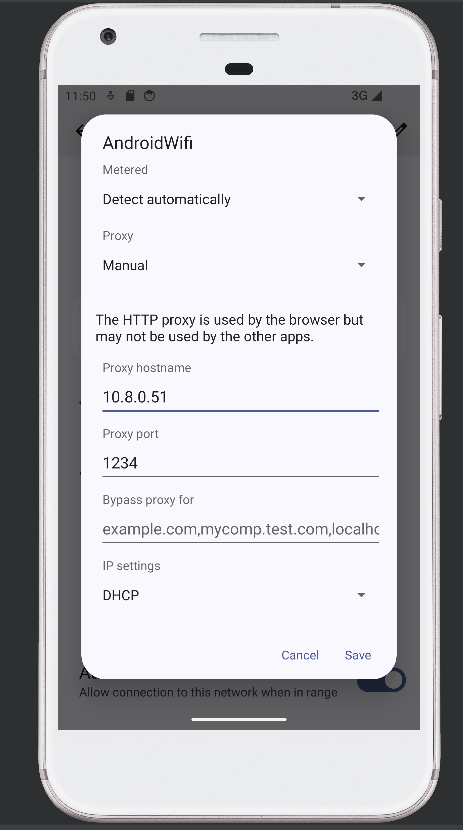 11:50
3G
AndroidWifi
Metered
Detect automatically
Proxy
Manual
The HTTP proxy is used by the browser but
may not be used by the other apps.
Proxy hostname
10.8.0.51
Proxy port
1234
Bypass proxy for
example.com,mycomp.test.com,localho
IP settings
DHCP
Cancel Save
Allow connection to this network when in range